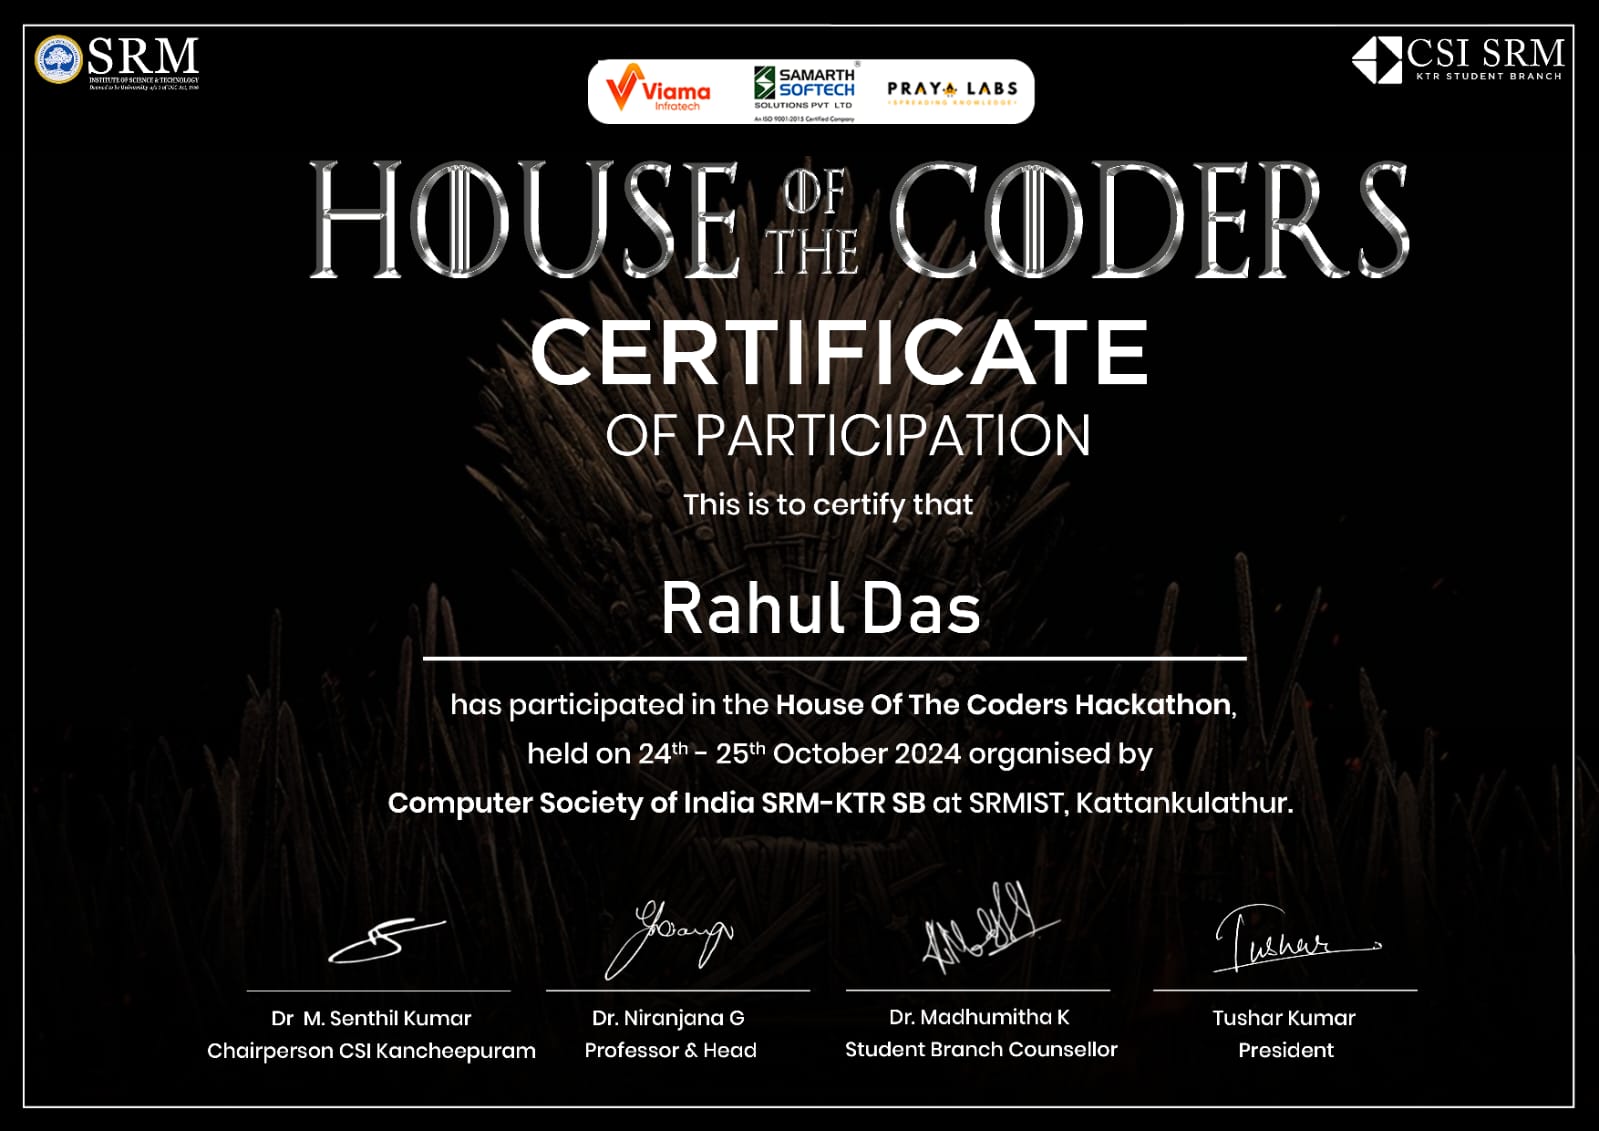 SRM
INSTITUTE OF SCIENCE & TECHNOLOGY
Deemed to be University u/s 3 of UGC Act, 1956
CSI SRM
KTR STUDENT BRANCH
Viama
Infratech
SAMARTH
SOFTECH
SOLUTIONS PVT LTD
An ISO 9001-2015 Certified Company
PRAYA LABS
SPREADING KNOWLEDGE
HOUSE OF THE CODERS
CERTIFICATE
OF PARTICIPATION
This is to certify that
Rahul Das
has participated in the House Of The Coders Hackathon,
held on 24th - 25th October 2024 organised by
Computer Society of India SRM-KTR SB at SRMIST, Kattankulathur.
Tushar
Dr M. Senthil Kumar
Chairperson CSI Kancheepuram
Dr. Niranjana G
Professor & Head
Dr. Madhumitha K
Student Branch Counsellor
Tushar Kumar
President